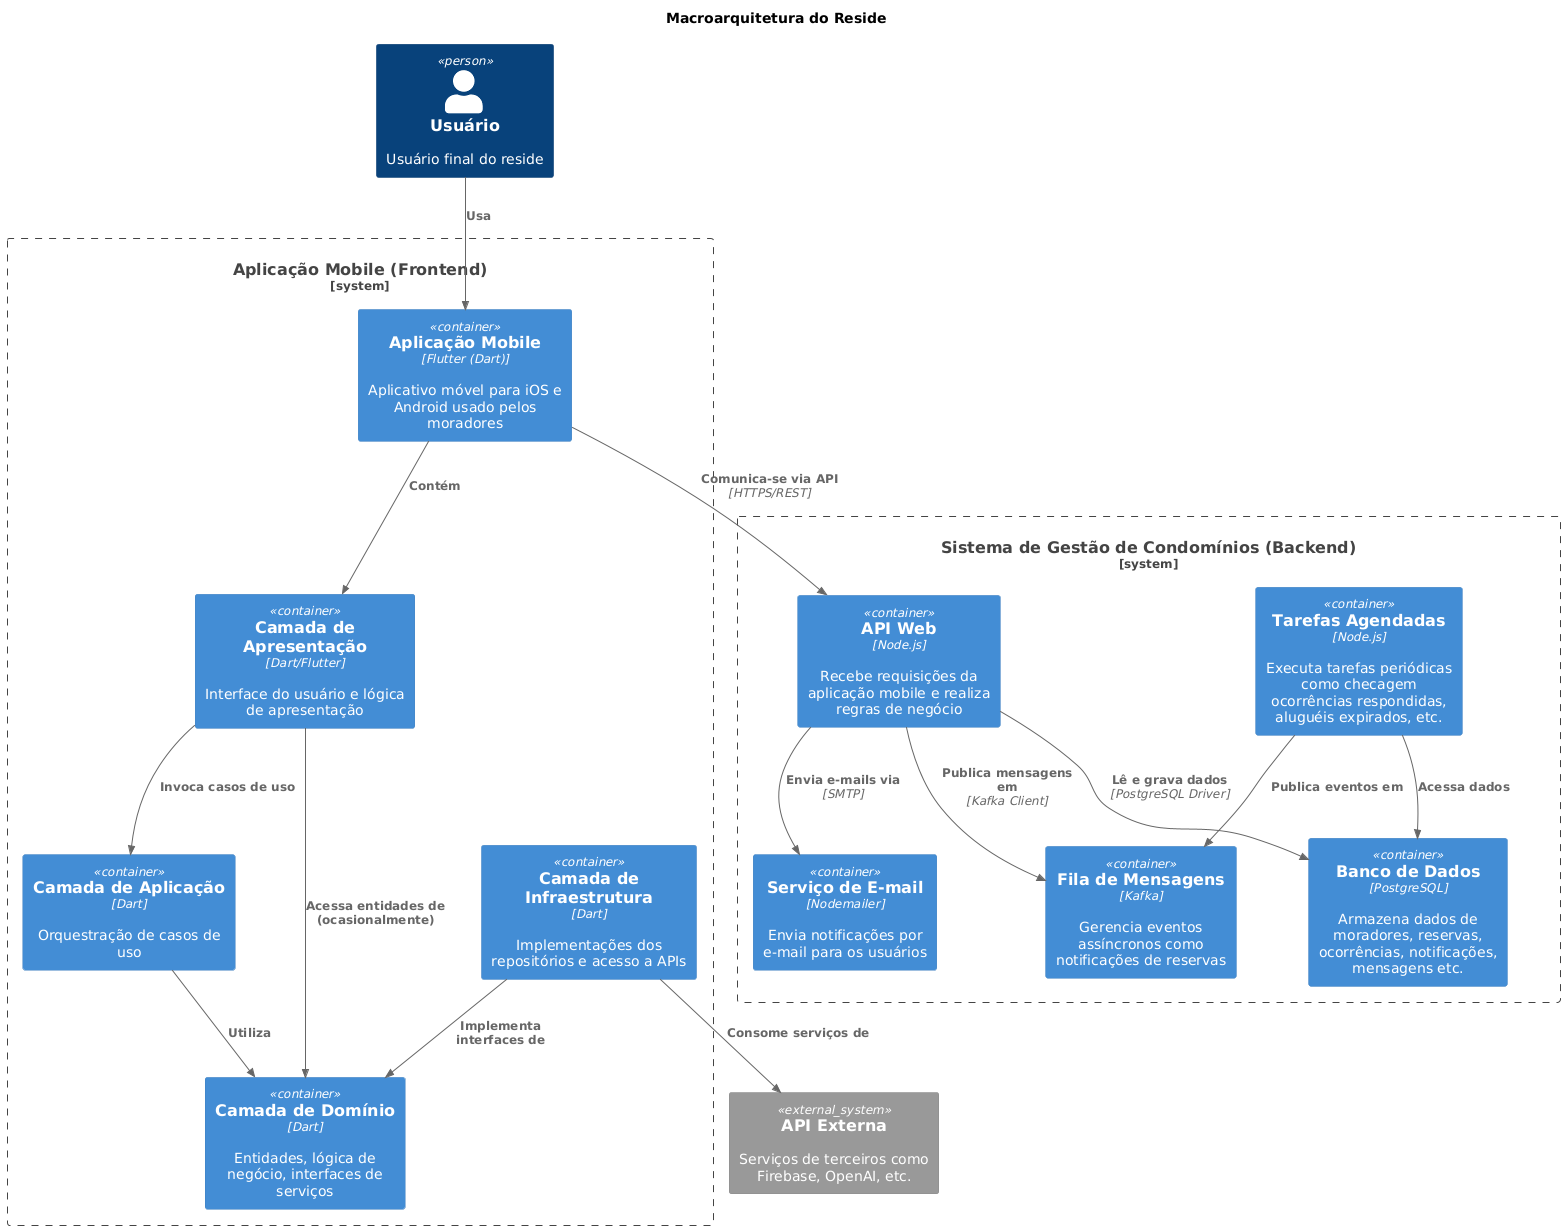 Macroarquitetura do Reside
«person»
Usuário
Usuário final do reside
Usa
Aplicação Mobile (Frontend)
[system]
«container»
Aplicação Mobile
[Flutter (Dart)]
Aplicativo móvel para iOS e
Android usado pelos
moradores
Contém
Comunica-se via API
[HTTPS/REST]
Sistema de Gestão de Condomínios (Backend)
[system]
«container»
Camada de
Apresentação
[Dart/Flutter]
Interface do usuário e lógica
de apresentação
«container»
API Web
[Node.js]
Recebe requisições da
aplicação mobile e realiza
regras de negócio
«container»
Tarefas Agendadas
[Node.js]
Executa tarefas periódicas
como checagem
ocorrências respondidas,
aluguéis expirados, etc.
Invoca casos de uso
Envia e-mails via
[SMTP]
Publica mensagens
em
[Kafka Client]
Lê e grava dados
[PostgreSQL Driver]
Publica eventos em
Acessa dados
«container»
Camada de Aplicação
[Dart]
Orquestração de casos de
uso
Acessa entidades de
(ocasionalmente)
«container»
Camada de
Infraestrutura
[Dart]
Implementações dos
repositórios e acesso a APIs
«container»
Serviço de E-mail
[Nodemailer]
Envia notificações por
e-mail para os usuários
«container»
Fila de Mensagens
[Kafka]
Gerencia eventos
assíncronos como
notificações de reservas
«container»
Banco de Dados
[PostgreSQL]
Armazena dados de
moradores, reservas,
ocorrências, notificações,
mensagens etc.
Utiliza
Implementa
interfaces de
Consome serviços de
«container»
Camada de Domínio
[Dart]
Entidades, lógica de
negócio, interfaces de
serviços
«external_system»
API Externa
Serviços de terceiros como
Firebase, OpenAI, etc.